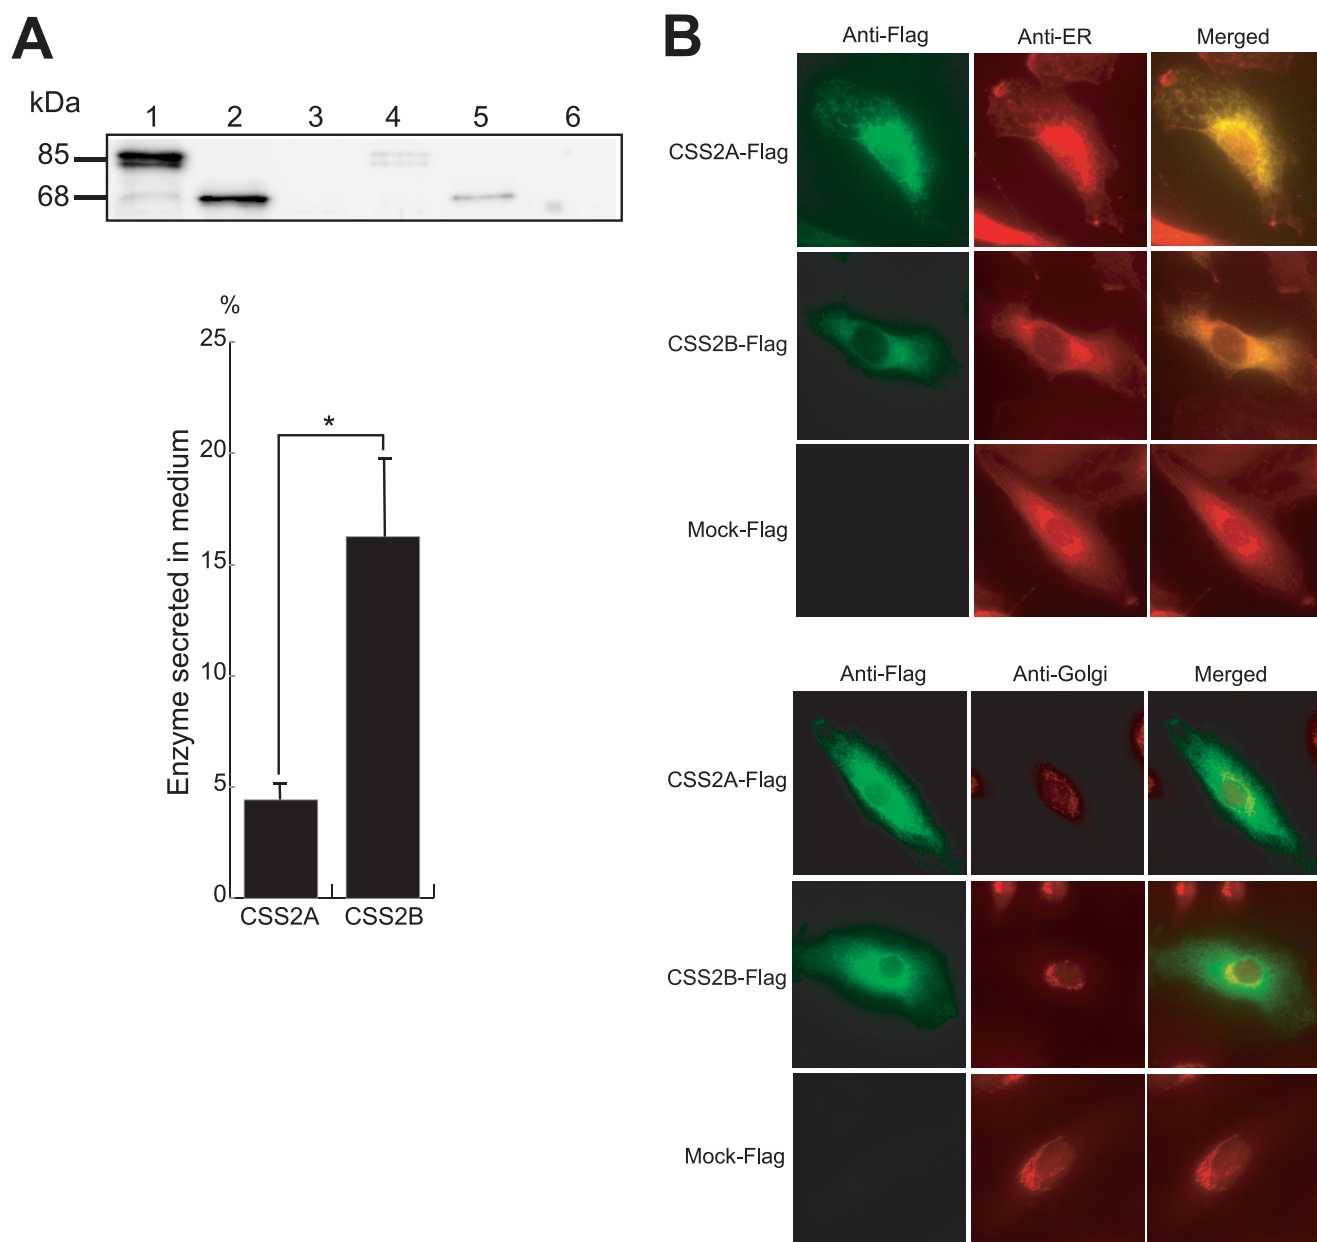 A
kDa
1 2 3 4 5 6
85
68
%
25
20
15
10
5
0
*
Enzyme secreted in medium
CSS2A CSS2B
B
Anti-Flag Anti-ER Merged
CSS2A-Flag
CSS2B-Flag
Mock-Flag
Anti-Flag Anti-Golgi Merged
CSS2A-Flag
CSS2B-Flag
Mock-Flag